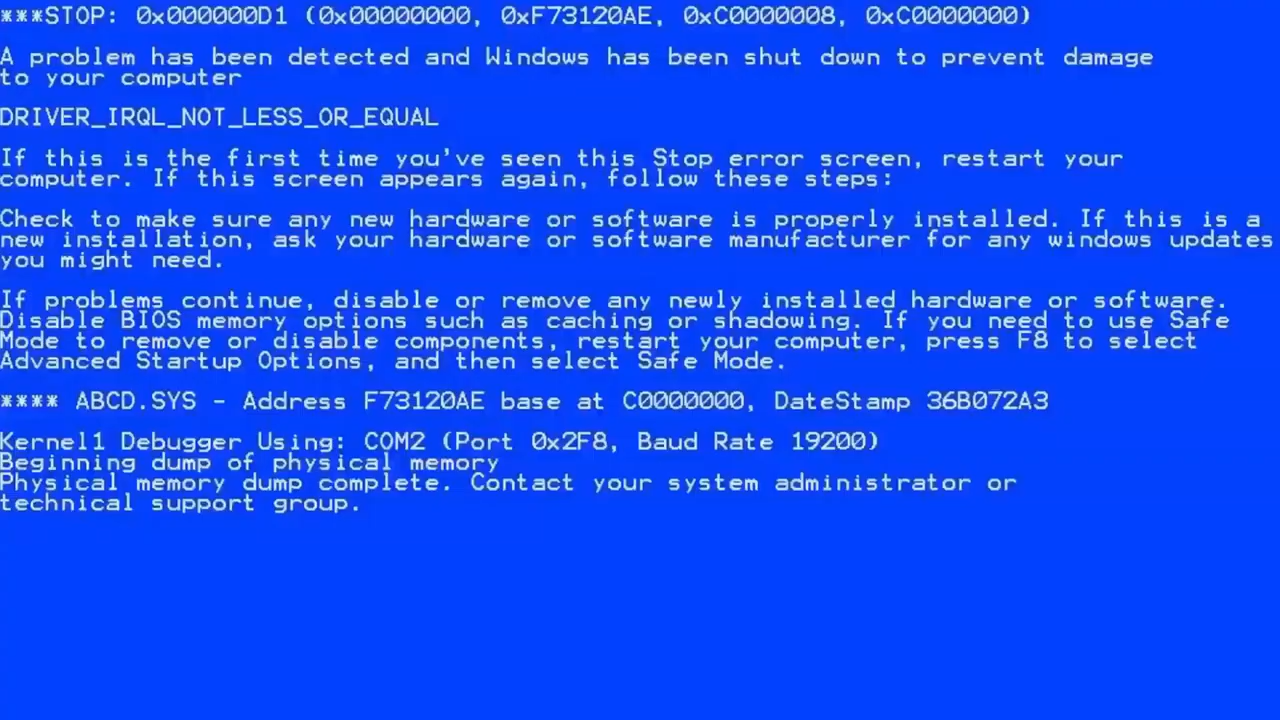 ***STOP: 0x000000D1 (0x00000000, 0xF73120AE, 0xC0000008, 0xC0000000)
A problem has been detected and Windows has been shut down to prevent damage
to your computer
DRIVER_IRQL_NOT_LESS_OR_EQUAL
If this is the first time you've seen this Stop error screen, restart your
computer. If this screen appears again, follow these steps:
Check to make sure any new hardware or software is properly installed. If this is a
new installation, ask your hardware or software manufacturer for any windows updates
you might need.
If problems continue, disable or remove any newly installed hardware or software.
Disable BIOS memory options such as caching or shadowing. If you need to use Safe
Mode to remove or disable components, restart your computer, press F8 to select
Advanced Startup Options, and then select Safe Mode.
**** ABCD.SYS - Address F73120AE base at C0000000, DateStamp 36B072A3
Kernel1 Debugger Using: COM2 (Port 0x2F8, Baud Rate 19200)
Beginning dump of physical memory
Physical memory dump complete. Contact your system administrator or
technical support group.